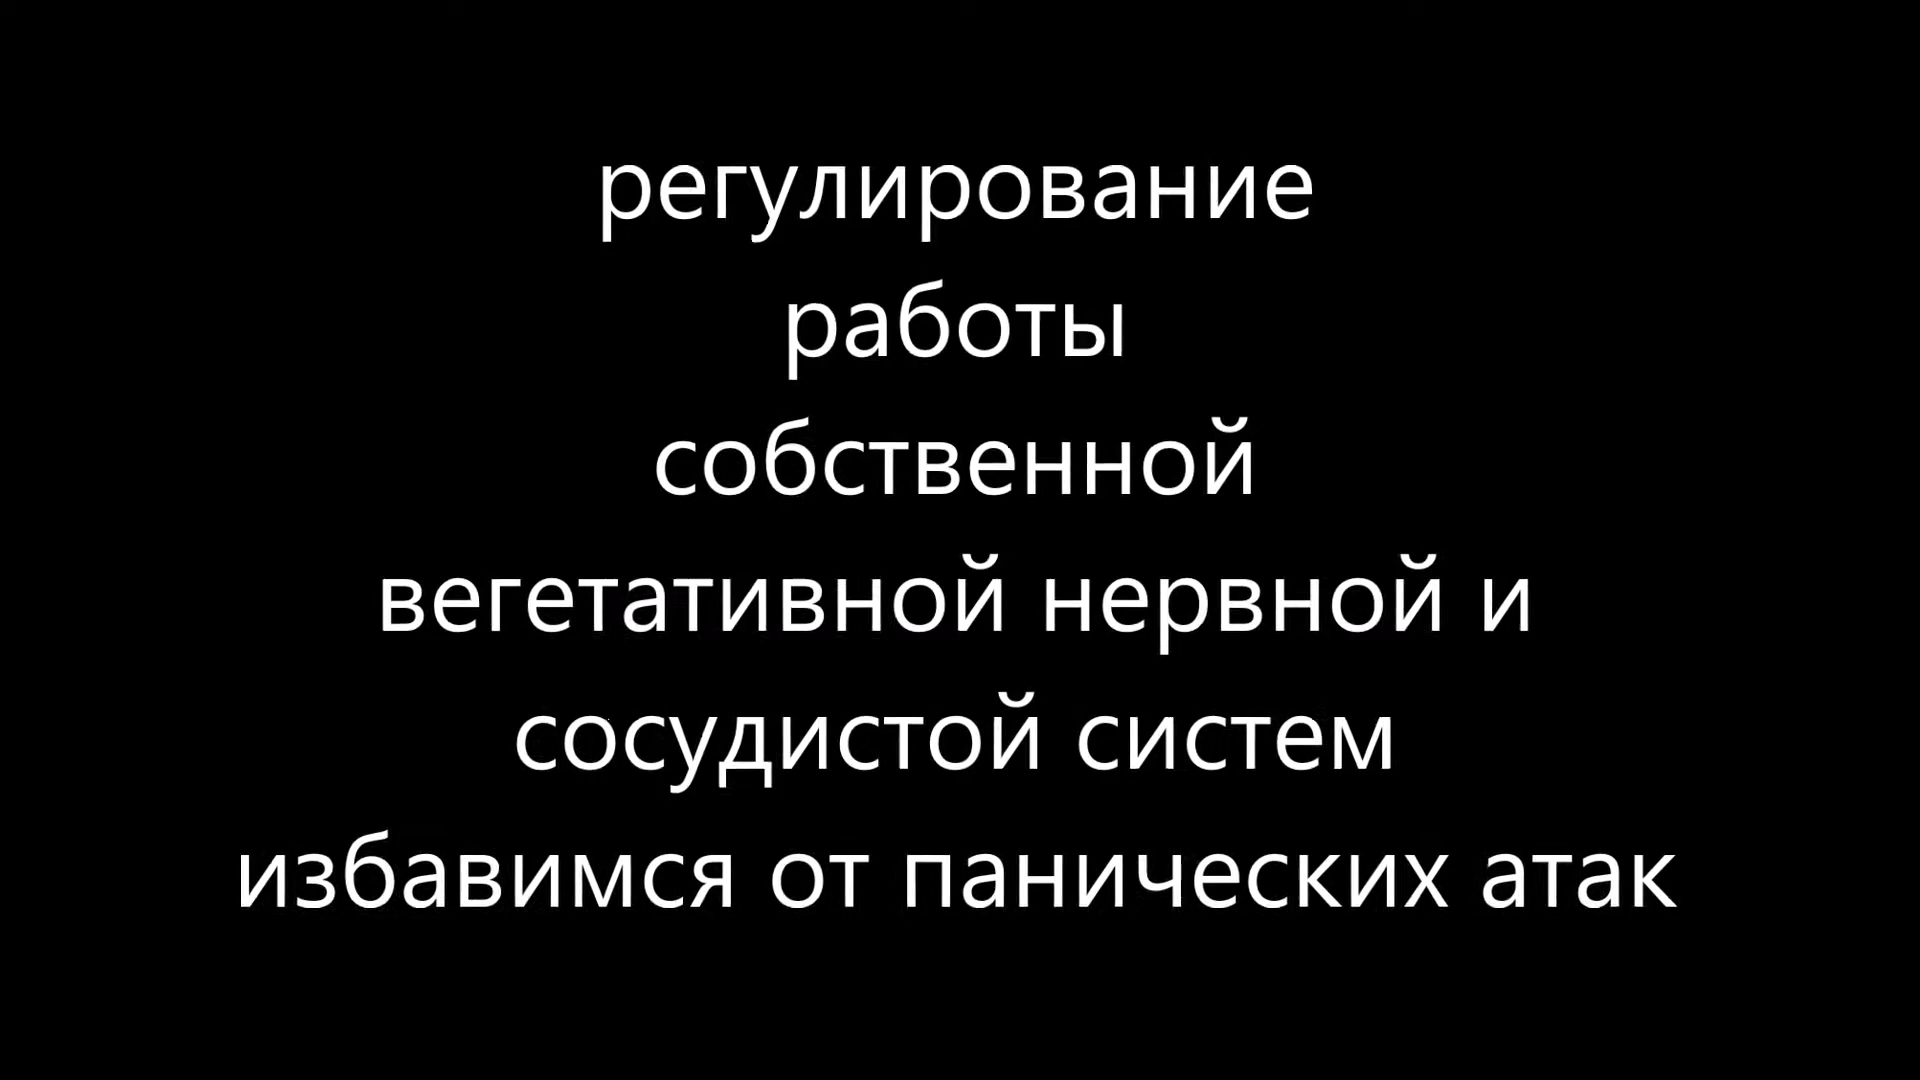 регулирование
работы
собственной
вегетативной нервной и
сосудистой систем
избавимся от панических атак